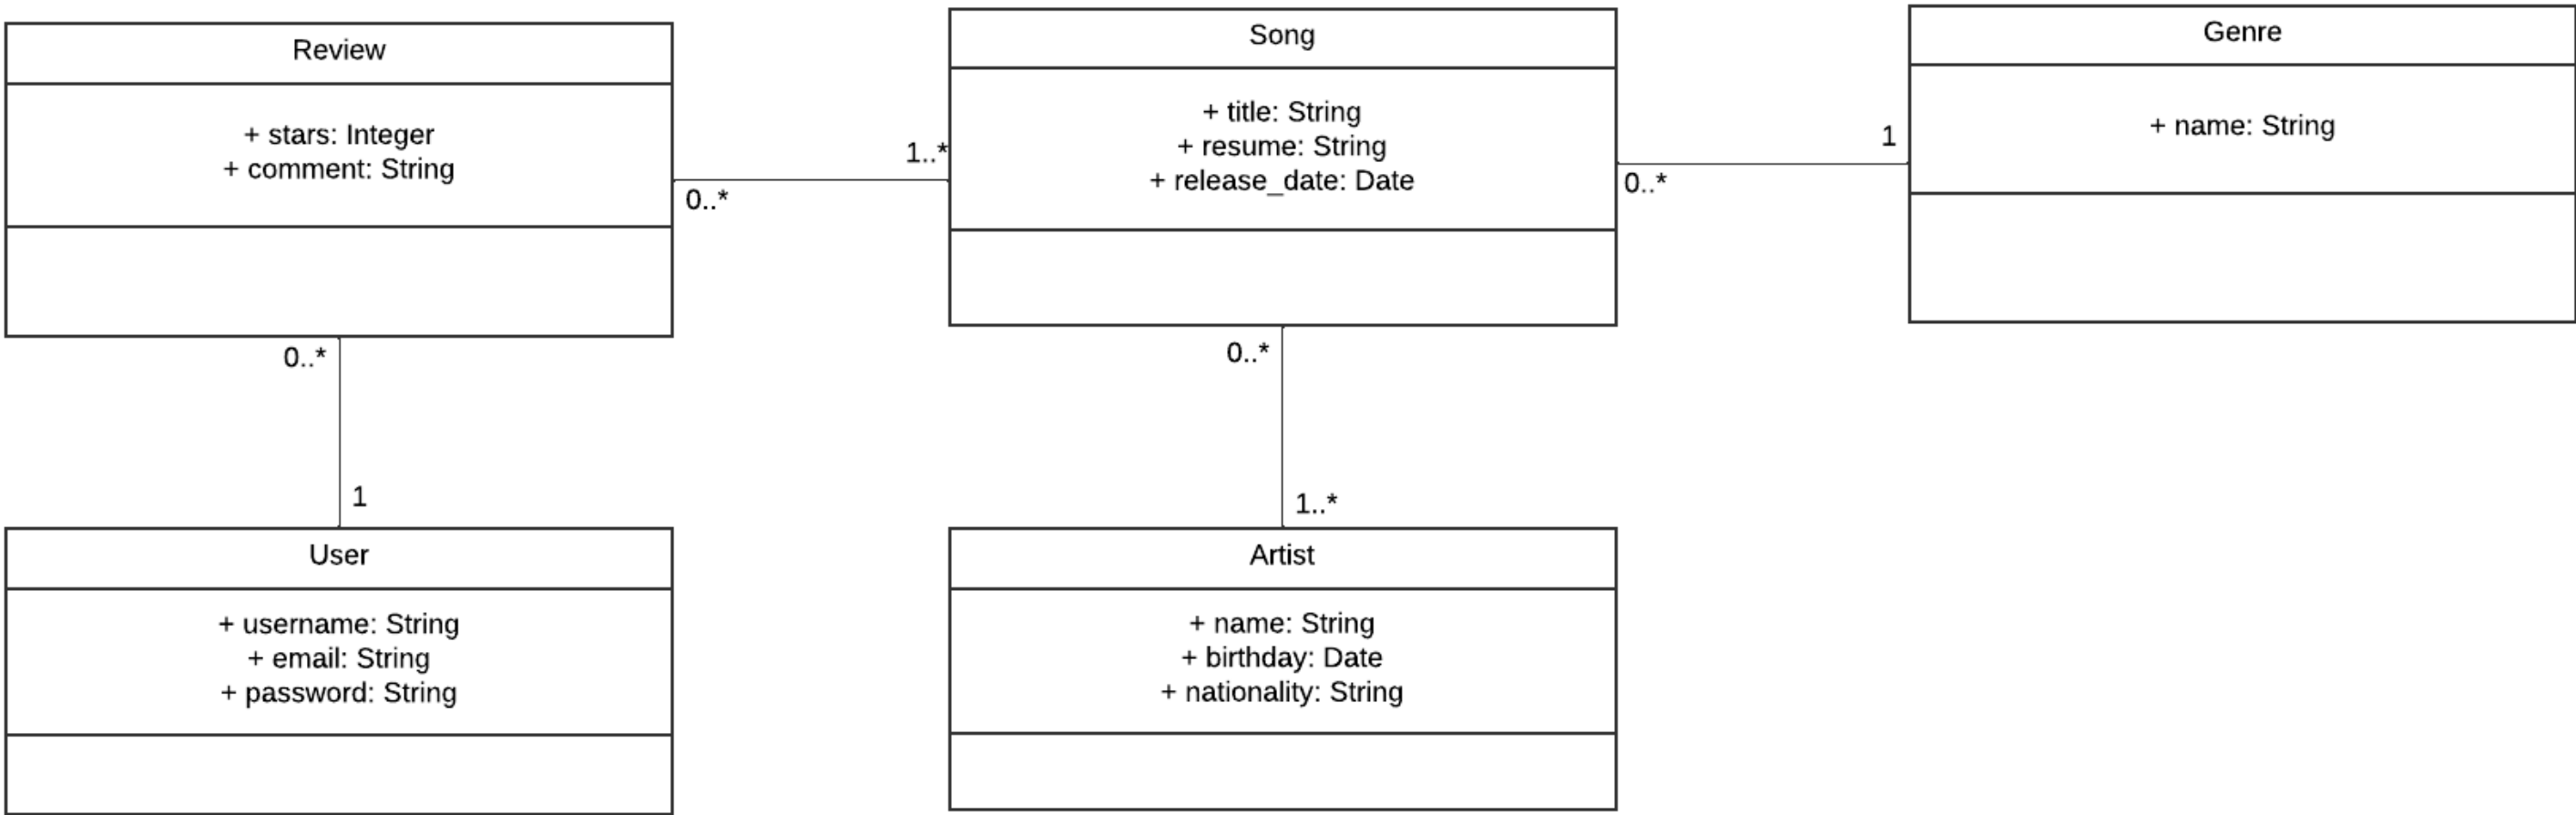 Review
+ stars: Integer
+ comment: String
0..*
1..*
Song
+ title: String
+ resume: String
+ release_date: Date
0..*
1
Genre
+ name: String
0..*
1
User
+ username: String
+ email: String
+ password: String
0..*
1..*
Artist
+ name: String
+ birthday: Date
+ nationality: String